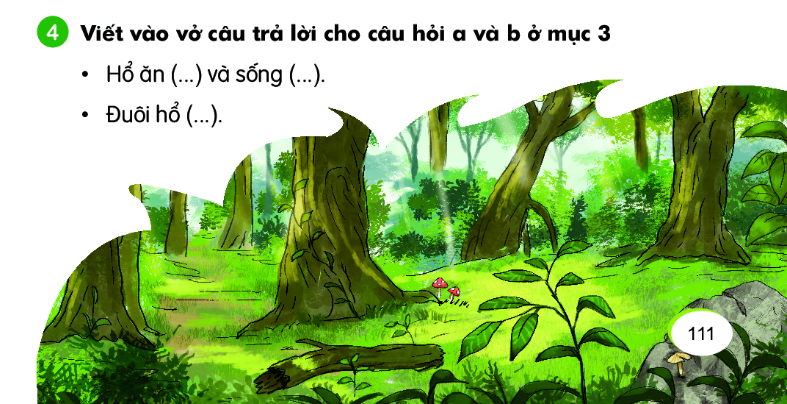 4 Viết vào vở câu trả lời cho câu hỏi a và b ở mục 3
• Hổ ăn (...) và sống (...).
• Đuôi hổ (...).
111